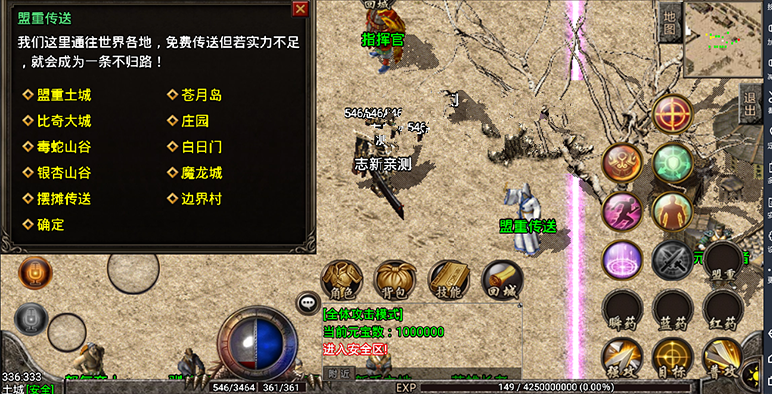 盟重传送
我们这里通往世界各地，免费传送但若实力不足
，就会成为一条不归路！
盟重土城
苍月岛
比奇大城
庄园
毒蛇山谷
白日门
银杏山谷
魔龙城
摆摊传送
边界村
确定
回城
指挥官
地图
退出
志新亲测
盟重传送
盟重
瞬药
蓝药
红药
强攻
目标
普攻
角色
背包
技能
回城
[全体攻击模式]
当前元宝数：1000000
进入安全区!
附近
336:333
土城[安全]
546/3464
361/361
EXP
149 / 4250000000 (0.00%)